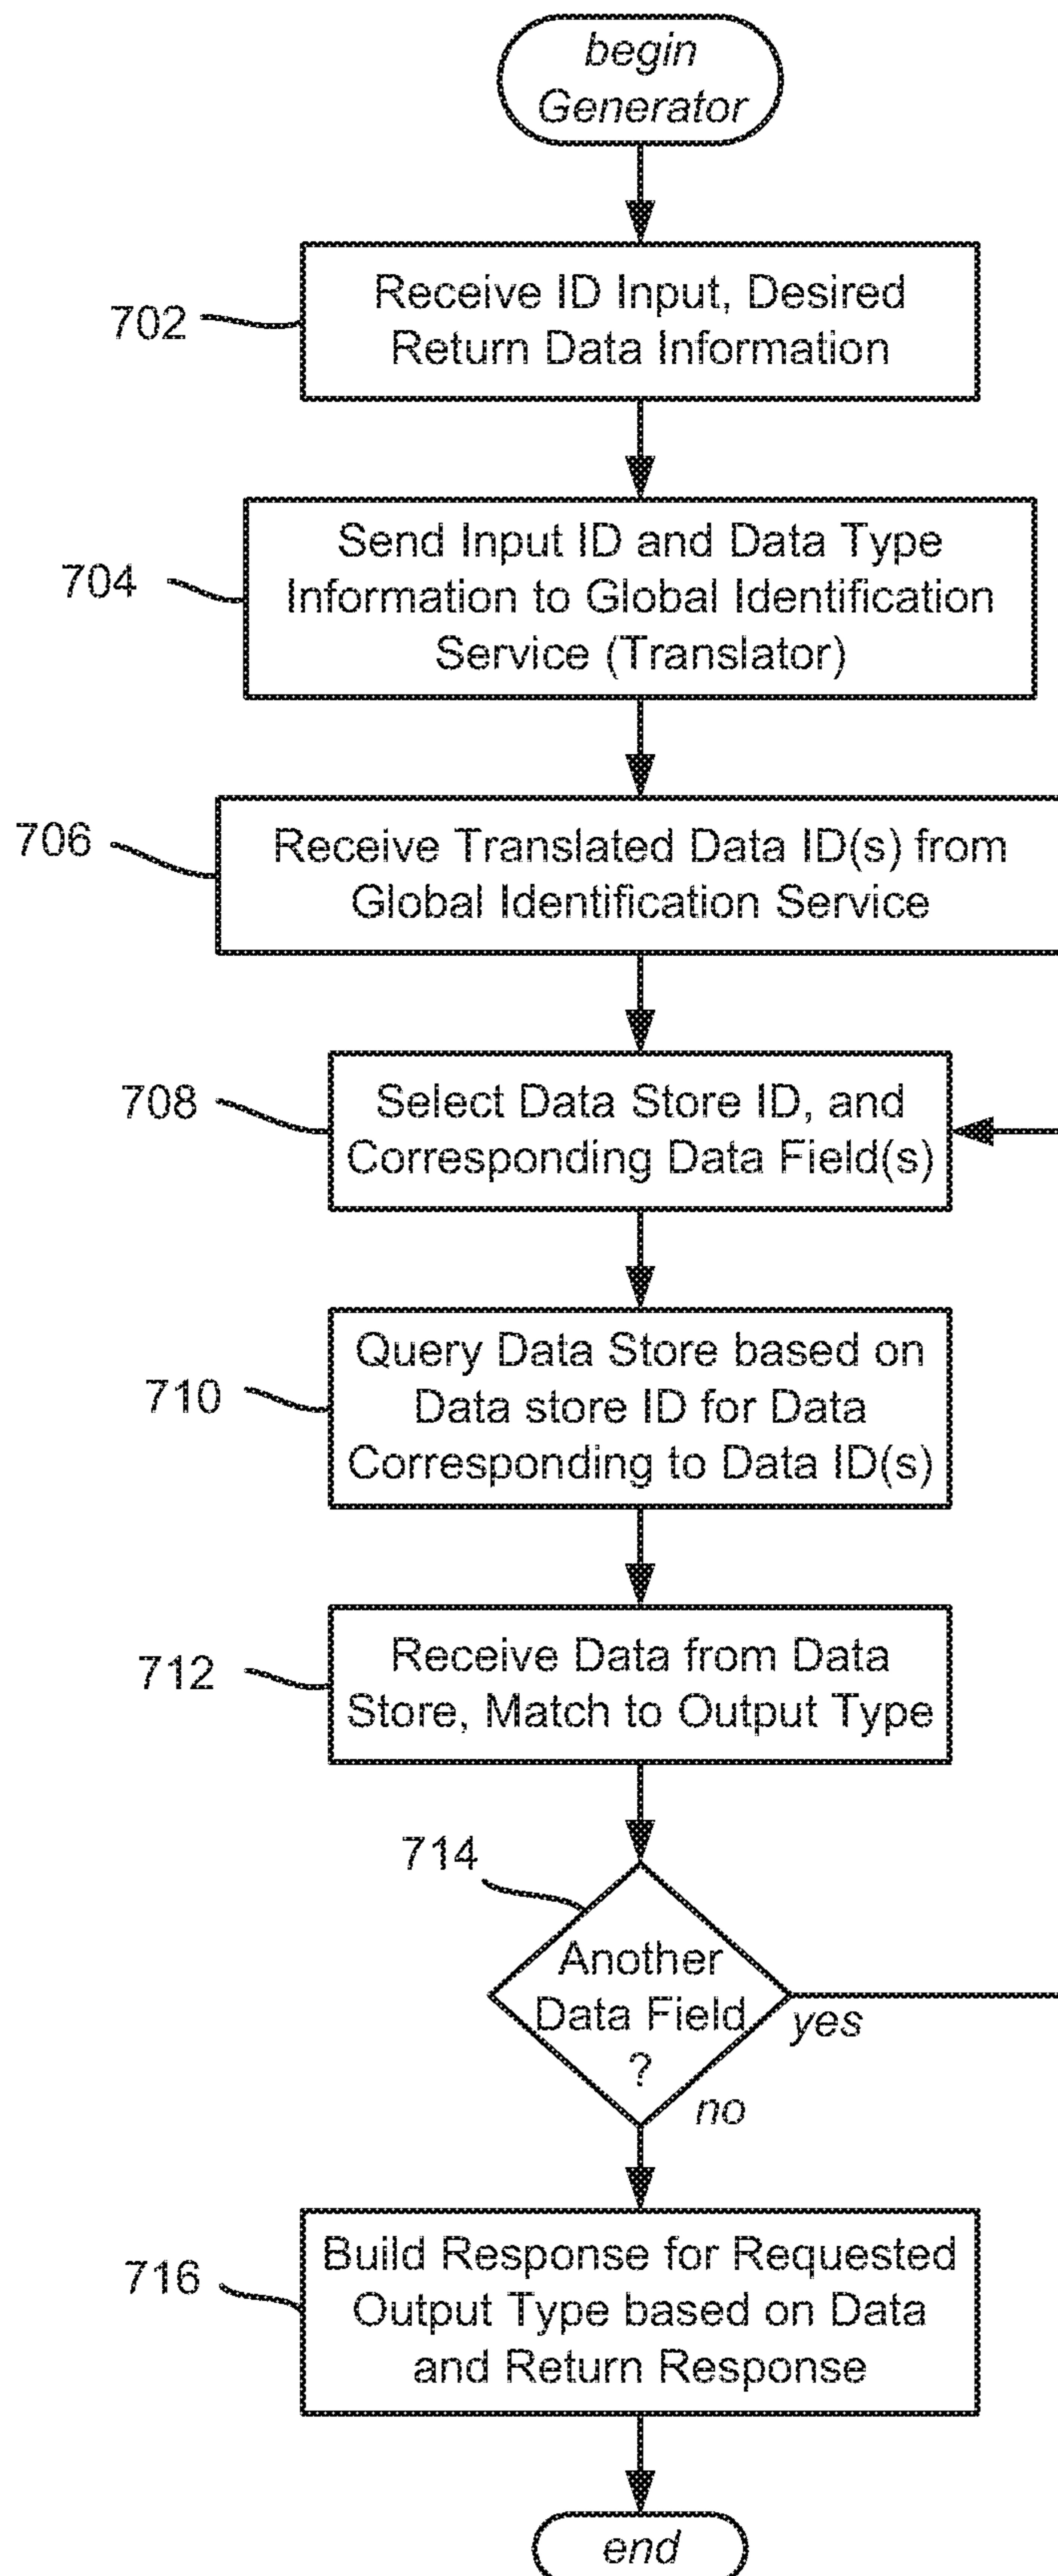 begin
Generator
702
Receive ID Input, Desired
Return Data Information
704
Send Input ID and Data Type
Information to Global Identification
Service (Translator)
706
Receive Translated Data ID(s) from
Global Identification Service
708
Select Data Store ID, and
Corresponding Data Field(s)
710
Query Data Store based on
Data store ID for Data
Corresponding to Data ID(s)
712
Receive Data from Data
Store, Match to Output Type
714
Another
Data Field
?
yes
no
716
Build Response for Requested
Output Type based on Data
and Return Response
end